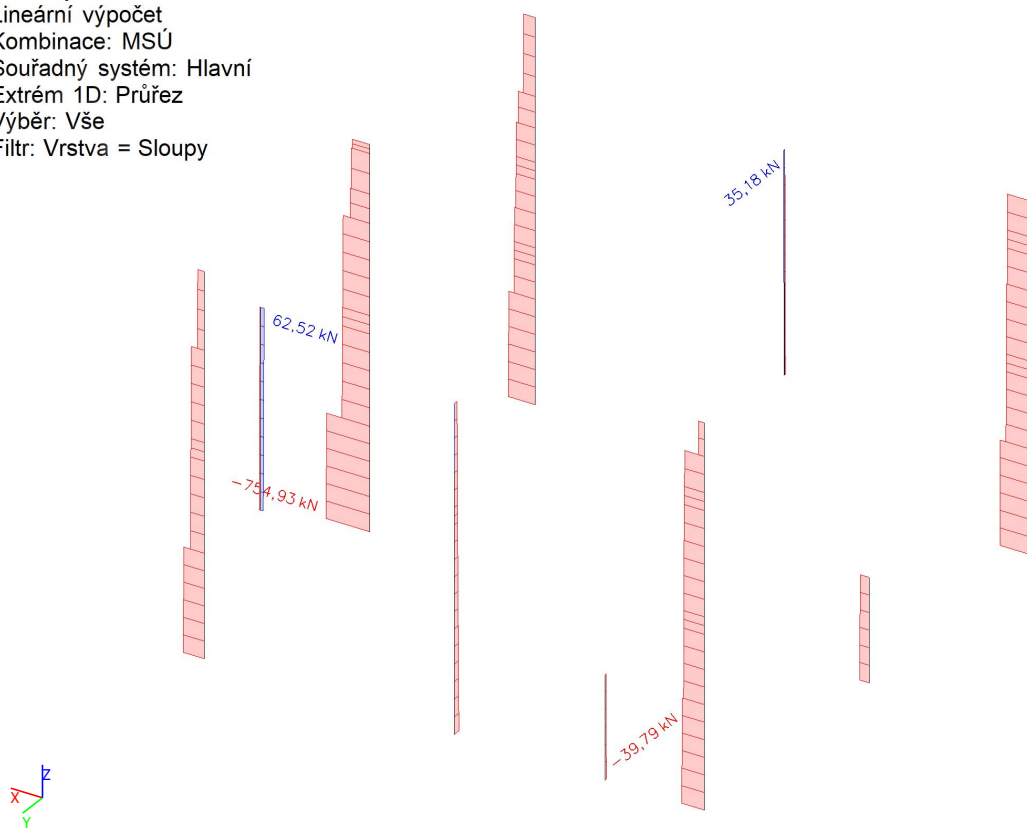 Lineární výpočet
Kombinace: MSÚ
Souřadný systém: Hlavní
Extrém 1D: Průřez
Výběr: Vše
Filtr: Vrstva = Sloupy
35,18 kN
62,52 kN
-754,93 kN
-39,79 kN
Z
X
Y